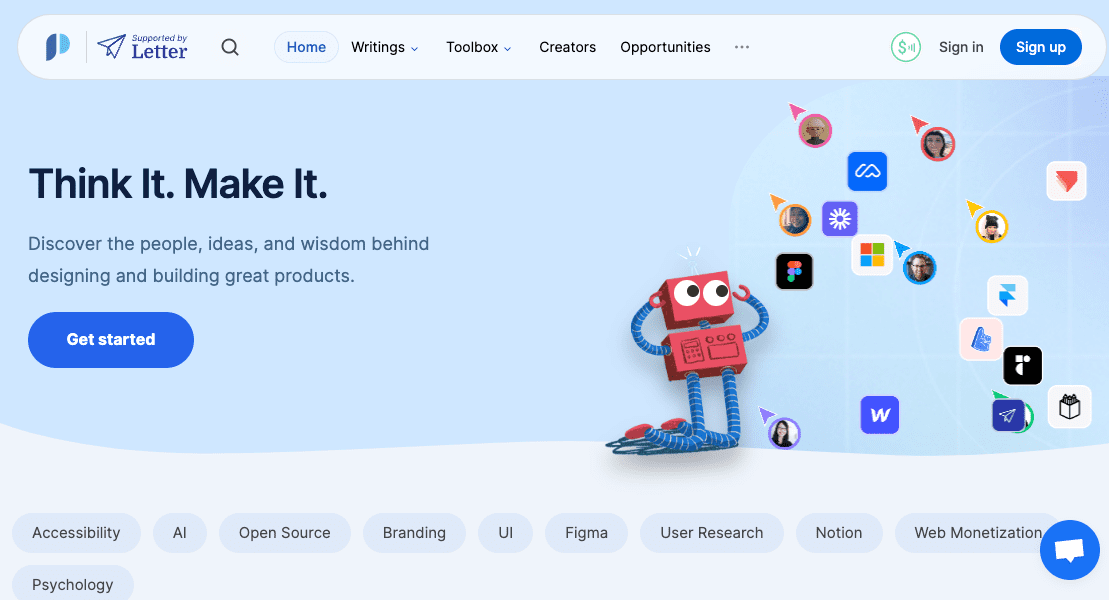 Supported by
Letter
Home
Writings
Toolbox
Creators
Opportunities
Sign in
Sign up
Think It. Make It.
Discover the people, ideas, and wisdom behind
designing and building great products.
Get started
Accessibility
AI
Open Source
Branding
UI
Figma
User Research
Notion
Web Monetization
Psychology